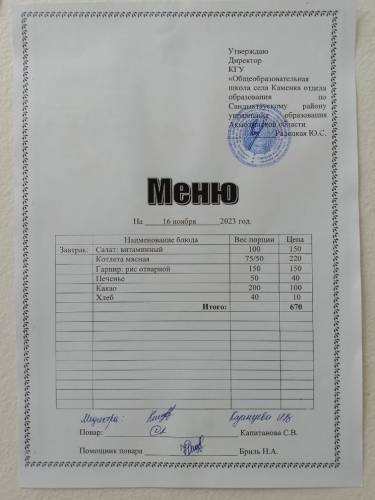 Утверждаю
Директор
КГУ
«Общеобразовательная
школа села Каменка отдела
образования по
Сандыктаускому району
управления образования
Акмолинской области
Радецкая Ю.С.
Меню
На 16 ноября 2023 год.
Наименование блюда Вес порции Цена
Завтрак: Салат: витаминный 100 150
Котлета мясная 75/50 220
Гарнир: рис отварной 150 150
Печенье 50 40
Какао 200 100
Хлеб 40 10
Итого: 670
Медсестра:
Повар: Капитанова С.В.
Помощник повара Бриль Н.А.